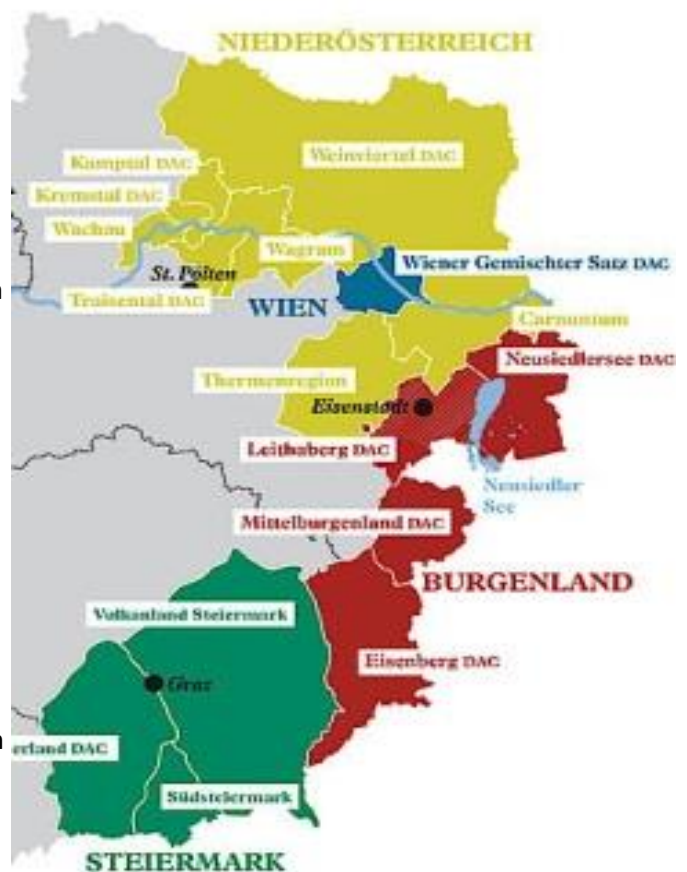 NIEDERÖSTERREICH
Weinviertel DAC
Kamptal DAC
Kremstal DAC
Wachau
Wagram
St. Pölten
Wiener Gemischter Satz DAC
Traisental DAC
WIEN
Carnuntum
Neusiedlersee DAC
Thermenregion
Eisenstadt
Leithaberg DAC
Neusiedler
See
Mittelburgenland DAC
BURGENLAND
Vulkanland Steiermark
Eisenberg DAC
Graz
erland DAC
Südsteiermark
STEIERMARK